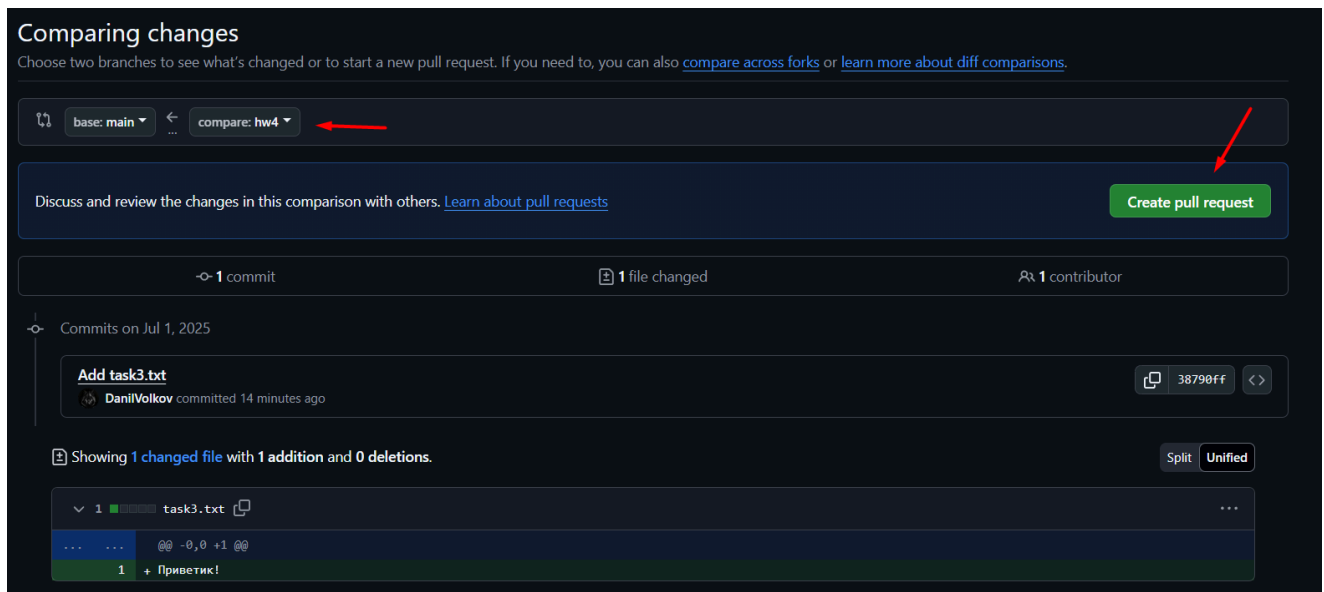 Comparing changes
Choose two branches to see what's changed or to start a new pull request. If you need to, you can also compare across forks or learn more about diff comparisons.
base: main
...
compare: hw4
Discuss and review the changes in this comparison with others. Learn about pull requests
Create pull request
1 commit
1 file changed
1 contributor
Commits on Jul 1, 2025
Add task3.txt
38790ff
DanilVolkov committed 14 minutes ago
Showing 1 changed file with 1 addition and 0 deletions.
Split
Unified
1 task3.txt
... ... @@ -0,0 +1 @@
1 + Приветик!